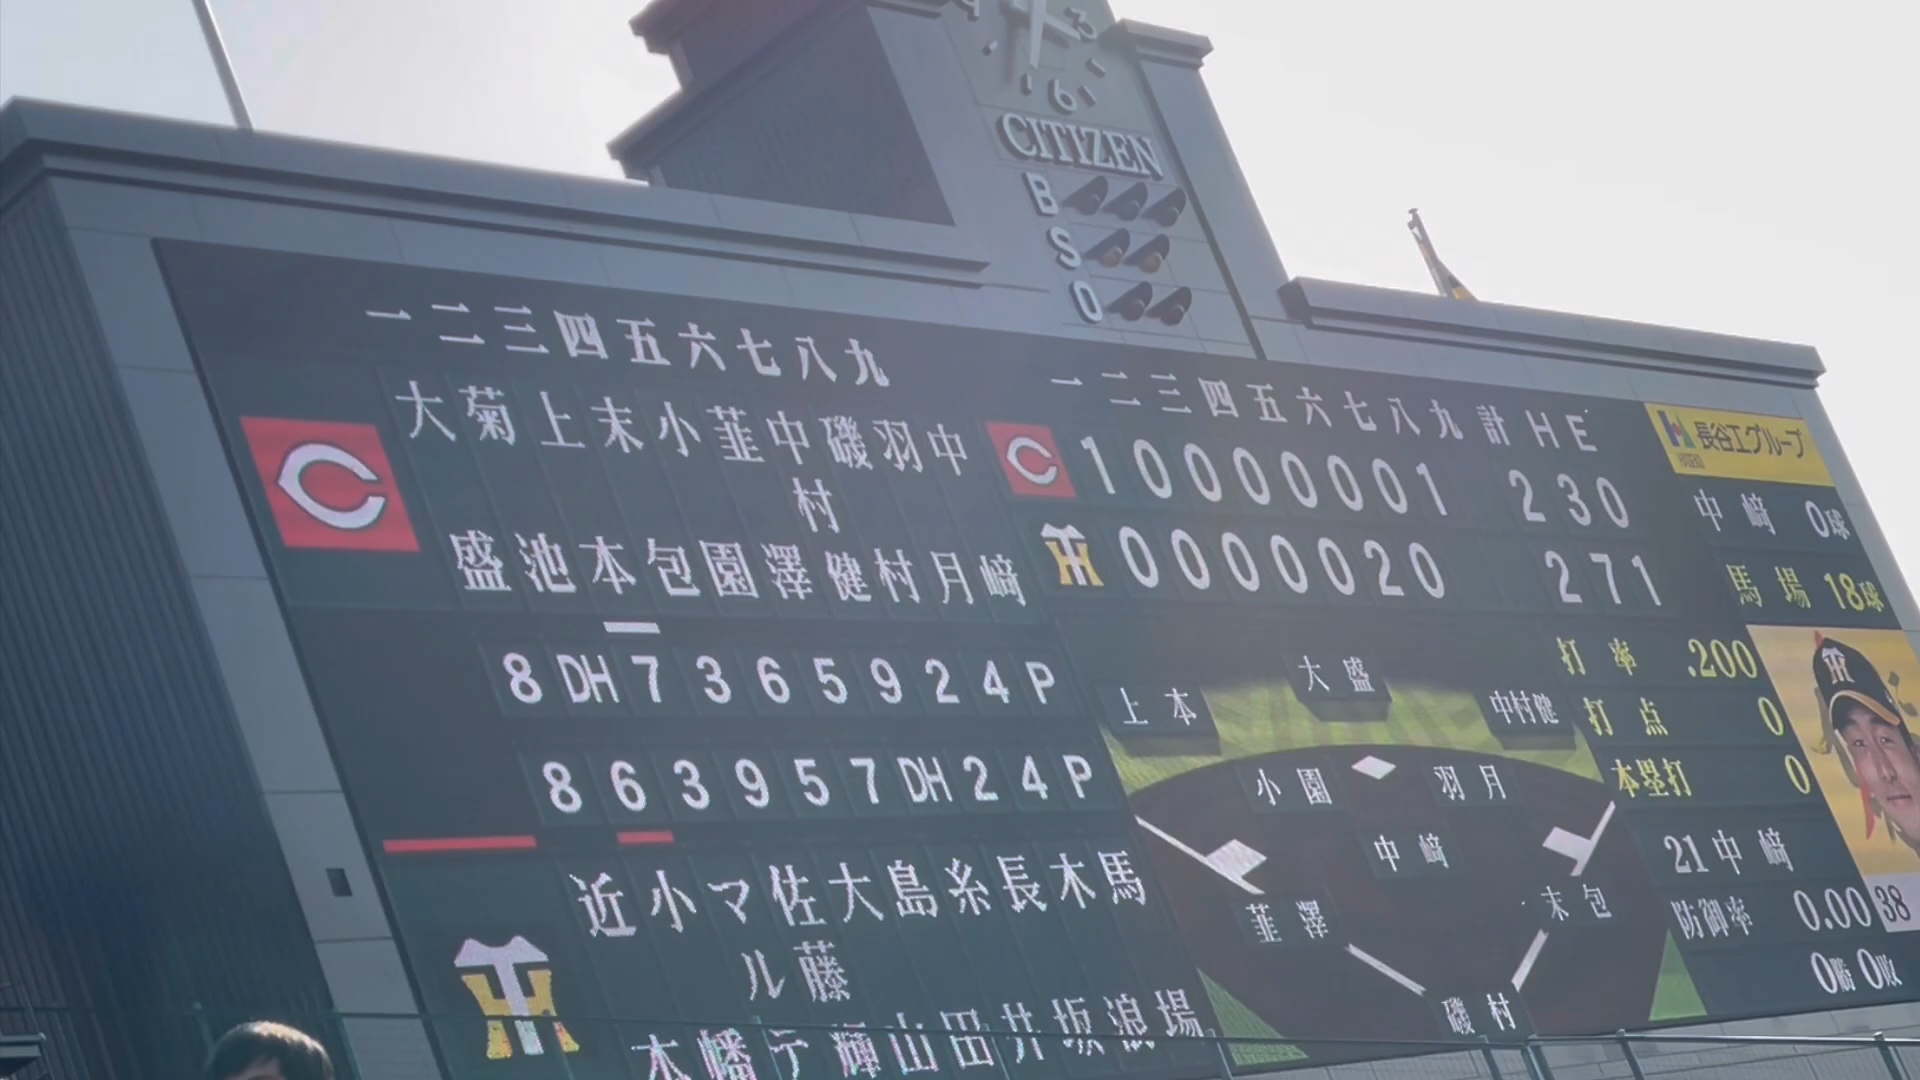 9 3
6
CITIZEN
B
S
O
一 二 三 四 五 六 七 八 九
大盛 菊池 上本 末包 小園 韮澤 中村健 磯村 羽月 中﨑
8 DH 7 3 6 5 9 2 4 P
8 6 3 9 5 7 DH 2 4 P
近本 小幡 マルテ 佐藤輝 大山 島田 糸井 長坂 木浪 馬場
一 二 三 四 五 六 七 八 九 計 H E
C 1 0 0 0 0 0 0 1 2 3 0
TH 0 0 0 0 0 2 0 2 7 1
長谷工グループ
中﨑 0球
馬場 18球
打率 .200
打点 0
本塁打 0
21 中﨑
防御率 0.00
0勝 0敗
38
大盛
上本 中村健
小園 羽月
中﨑
韮澤 末包
磯村